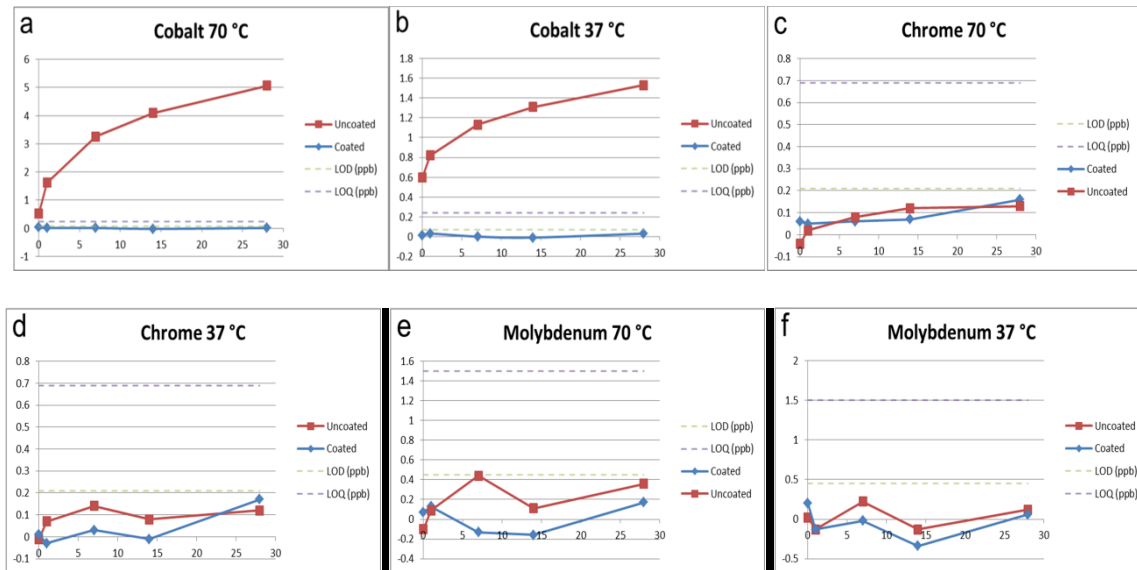 a
Cobalt 70 °C
6
5
4
3
2
1
0
-1
0 5 10 15 20 25 30
Uncoated
Coated
LOD (ppb)
LOQ (ppb)
b
Cobalt 37 °C
1.8
1.6
1.4
1.2
1
0.8
0.6
0.4
0.2
0
-0.2
0 5 10 15 20 25 30
Uncoated
Coated
LOD (ppb)
LOQ (ppb)
c
Chrome 70 °C
0.8
0.7
0.6
0.5
0.4
0.3
0.2
0.1
0
-0.1
0 5 10 15 20 25 30
LOD (ppb)
LOQ (ppb)
Coated
Uncoated
d
Chrome 37 °C
0.8
0.7
0.6
0.5
0.4
0.3
0.2
0.1
0
-0.1
0 5 10 15 20 25 30
Uncoated
Coated
LOD (ppb)
LOQ (ppb)
e
Molybdenum 70 °C
1.6
1.4
1.2
1
0.8
0.6
0.4
0.2
0
-0.2
-0.4
0 5 10 15 20 25 30
LOD (ppb)
LOQ (ppb)
Coated
Uncoated
f
Molybdenum 37 °C
2
1.5
1
0.5
0
-0.5
0 5 10 15 20 25 30
Uncoated
Coated
LOD (ppb)
LOQ (ppb)